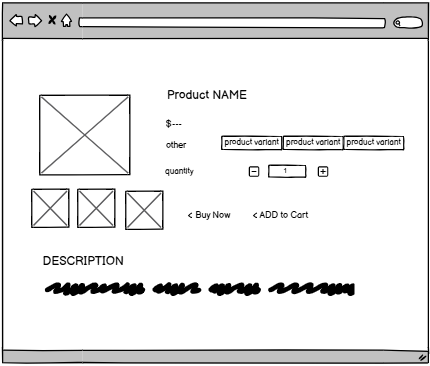 Product NAME
$---
other product variant product variant product variant
quantity − 1 +
< Buy Now < ADD to Cart
DESCRIPTION